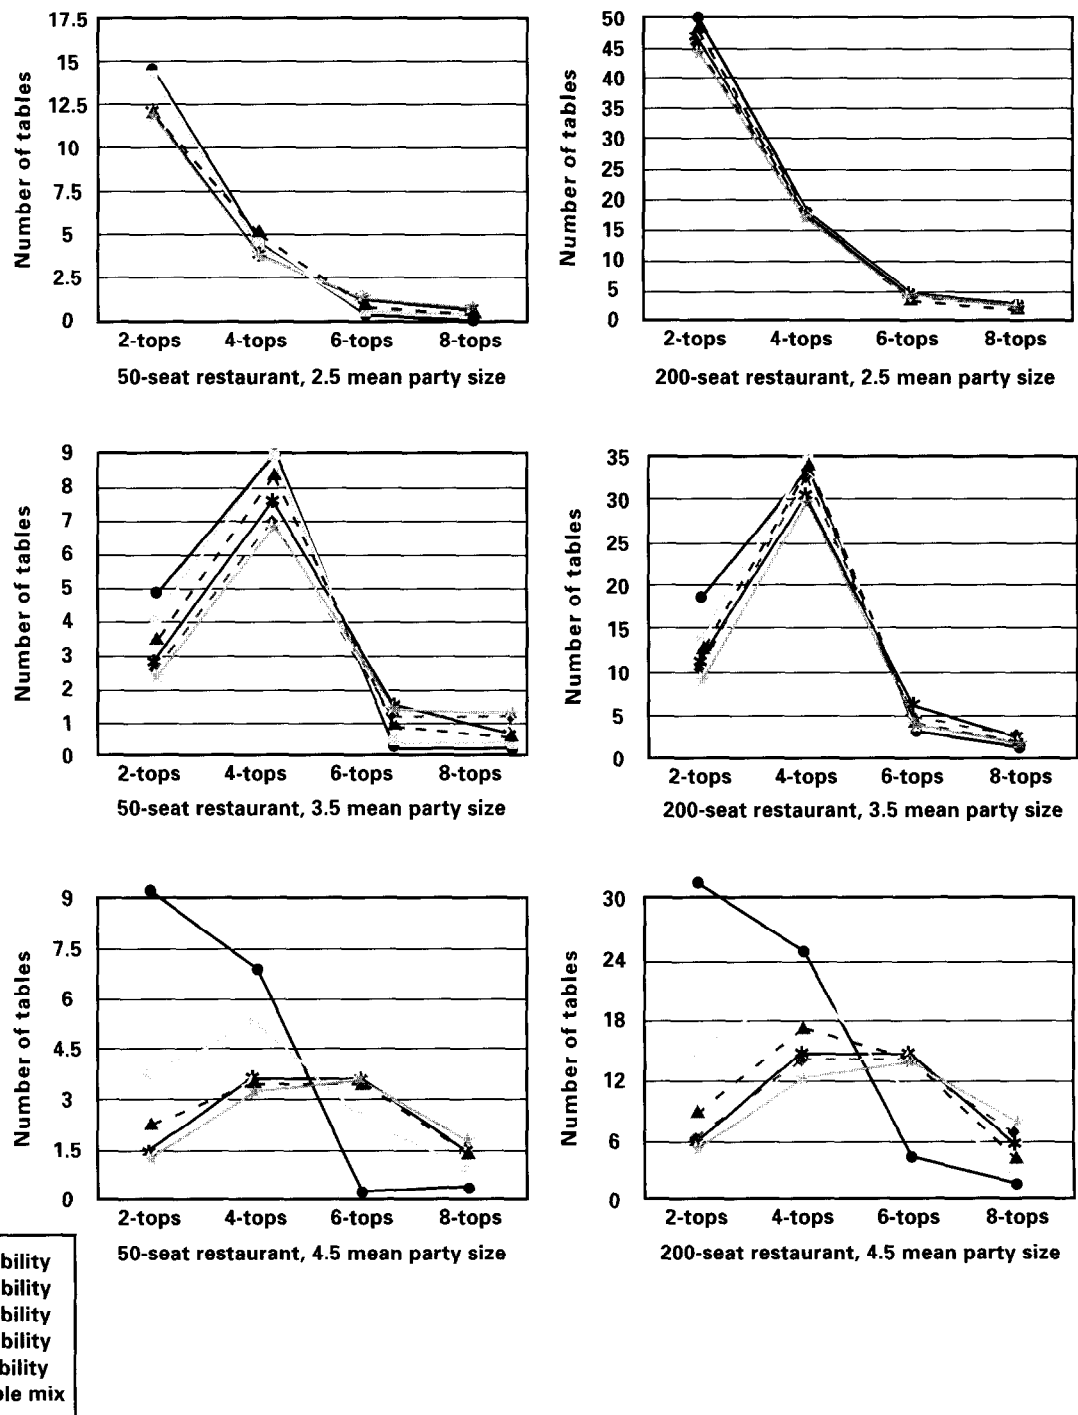 17.5
15
12.5
10
7.5
5
2.5
0
Number of tables
2-tops 4-tops 6-tops 8-tops
50-seat restaurant, 2.5 mean party size
50
45
40
35
30
25
20
15
10
5
0
Number of tables
2-tops 4-tops 6-tops 8-tops
200-seat restaurant, 2.5 mean party size
9
8
7
6
5
4
3
2
1
0
Number of tables
2-tops 4-tops 6-tops 8-tops
50-seat restaurant, 3.5 mean party size
35
30
25
20
15
10
5
0
Number of tables
2-tops 4-tops 6-tops 8-tops
200-seat restaurant, 3.5 mean party size
9
7.5
6
4.5
3
1.5
0
Number of tables
2-tops 4-tops 6-tops 8-tops
50-seat restaurant, 4.5 mean party size
30
24
18
12
6
0
Number of tables
2-tops 4-tops 6-tops 8-tops
200-seat restaurant, 4.5 mean party size
bility
bility
bility
bility
bility
ble mix